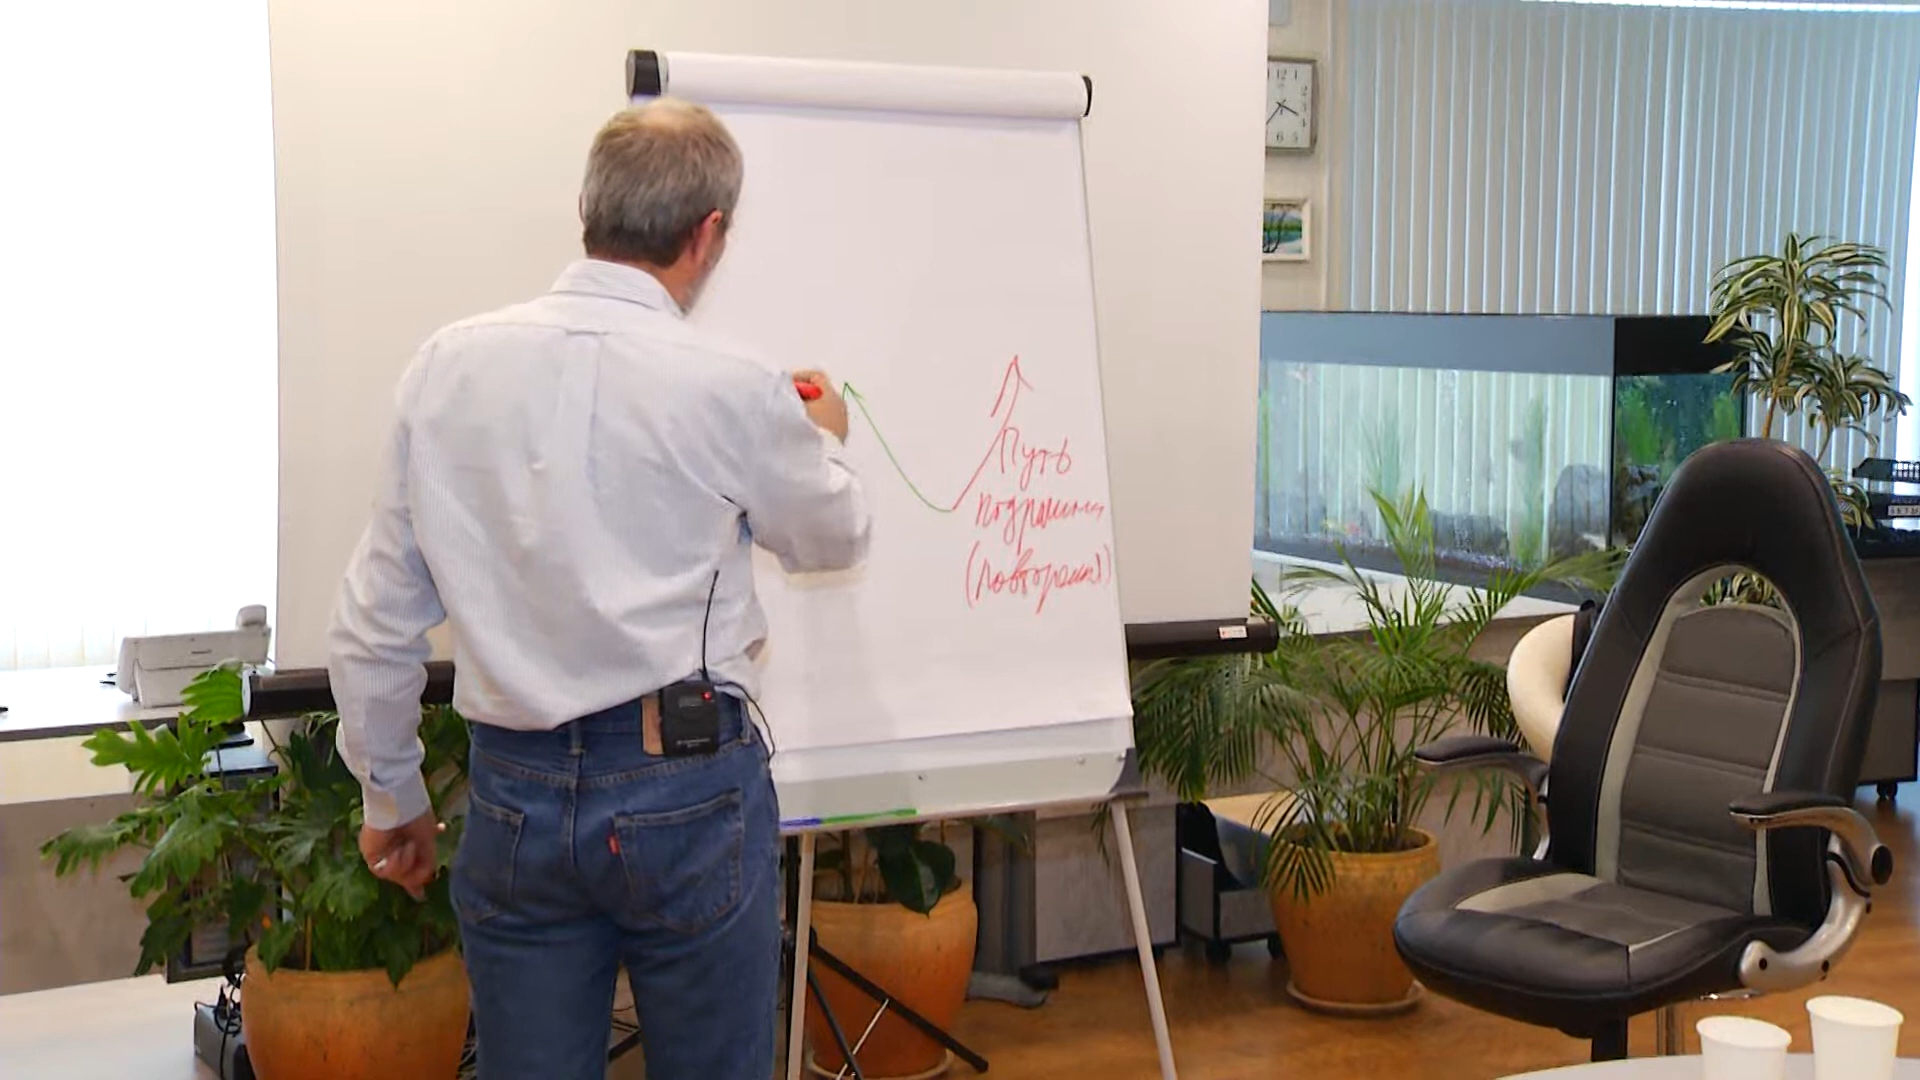 Путь
подражания
(повторения)